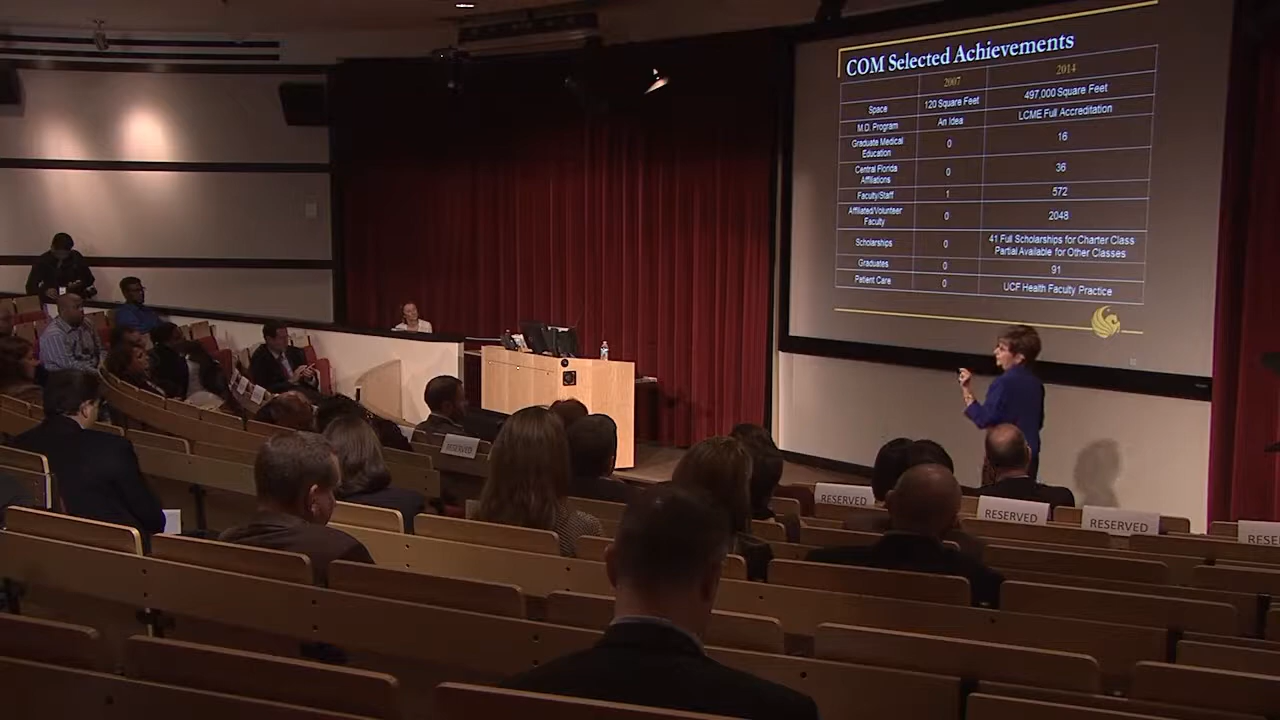 COM Selected Achievements
2007 2014
Space 120 Square Feet 497,000 Square Feet
M.D. Program An Idea LCME Full Accreditation
Graduate Medical
Education 0 16
Central Florida
Affiliations 0 36
Faculty/Staff 1 572
Affiliated/Volunteer
Faculty 0 2048
Scholarships 0 41 Full Scholarships for Charter Class
Partial Available for Other Classes
Graduates 0 91
Patient Care 0 UCF Health Faculty Practice
RESERVED
RESERVED
RESERVED
RESERVED
RESE